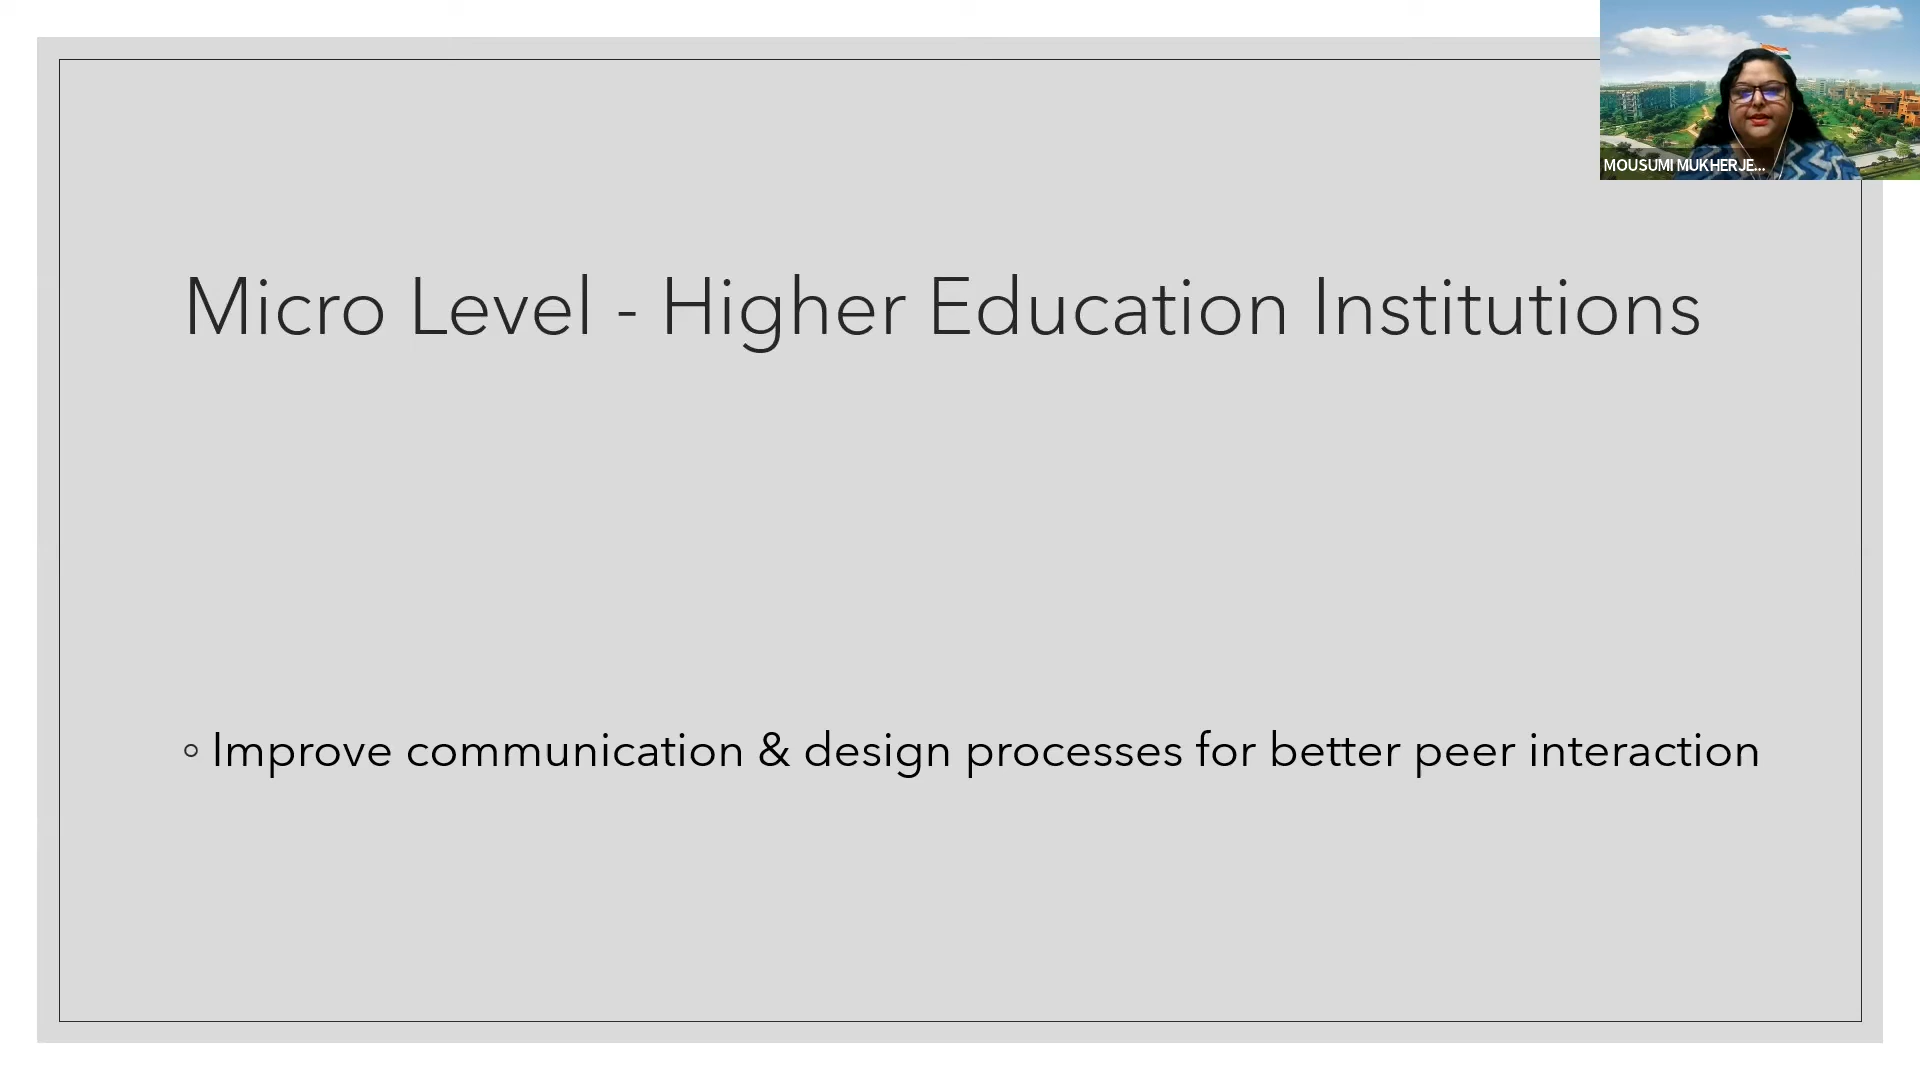 MOUSUMI MUKHERJE...
Micro Level - Higher Education Institutions
◦ Improve communication & design processes for better peer interaction